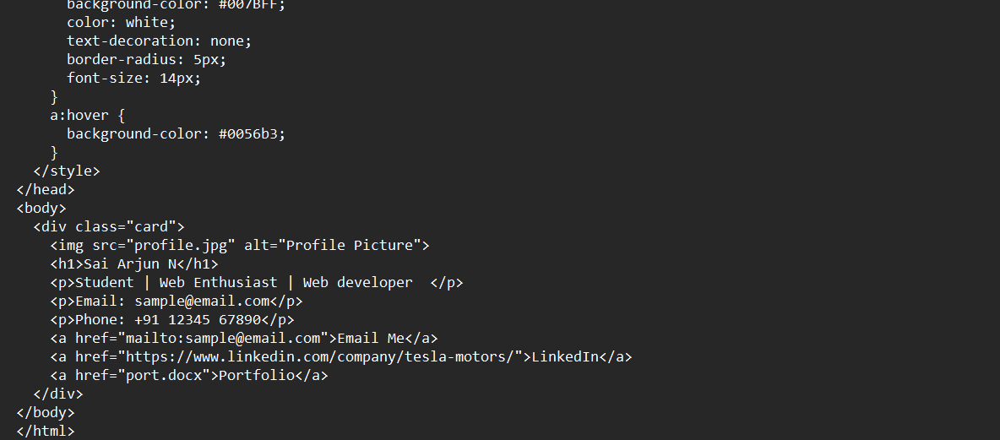 background-color: #007BFF;
color: white;
text-decoration: none;
border-radius: 5px;
font-size: 14px;
}
a:hover {
background-color: #0056b3;
}
</style>
</head>
<body>
<div class="card">
<img src="profile.jpg" alt="Profile Picture">
<h1>Sai Arjun N</h1>
<p>Student | Web Enthusiast | Web developer  </p>
<p>Email: sample@email.com</p>
<p>Phone: +91 12345 67890</p>
<a href="mailto:sample@email.com">Email Me</a>
<a href="https://www.linkedin.com/company/tesla-motors/">LinkedIn</a>
<a href="port.docx">Portfolio</a>
</div>
</body>
</html>